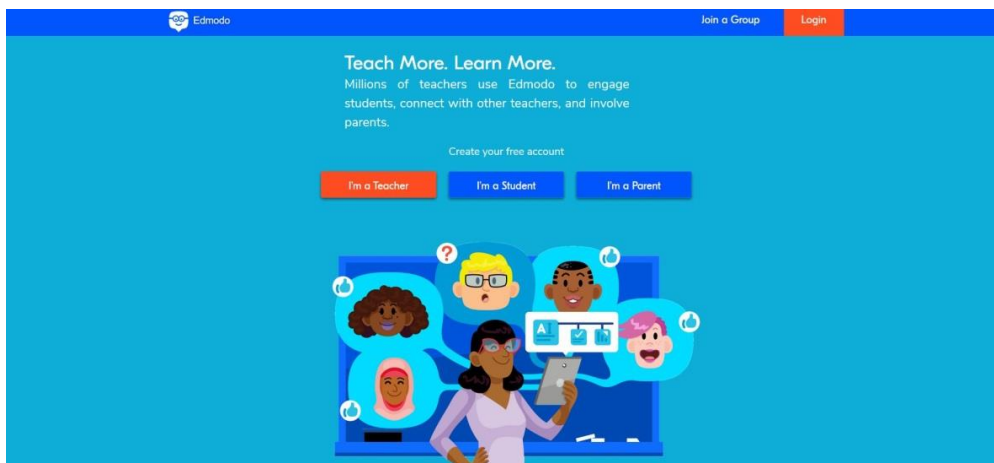 Edmodo
Join a Group
Login
Teach More. Learn More.
Millions of teachers use Edmodo to engage
students, connect with other teachers, and involve
parents.
Create your free account
I'm a Teacher
I'm a Student
I'm a Parent
?
A